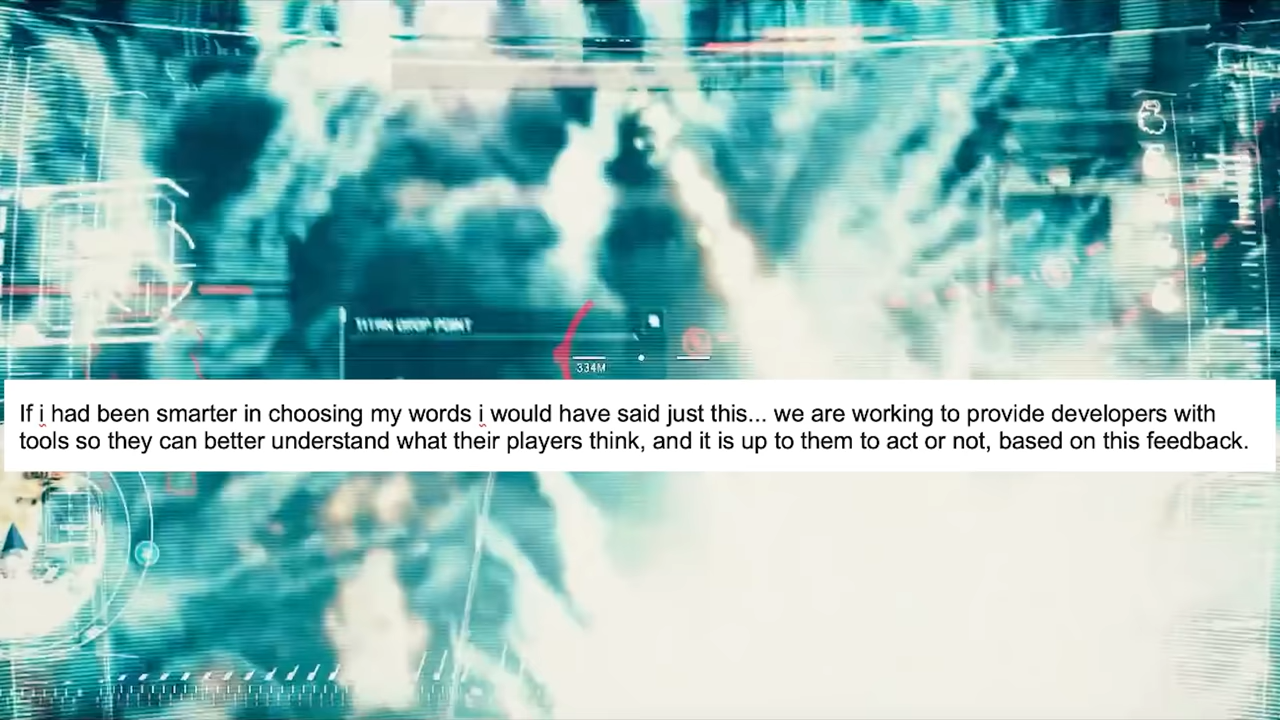 TITAN DROP POINT
334M
If i had been smarter in choosing my words i would have said just this... we are working to provide developers with
tools so they can better understand what their players think, and it is up to them to act or not, based on this feedback.